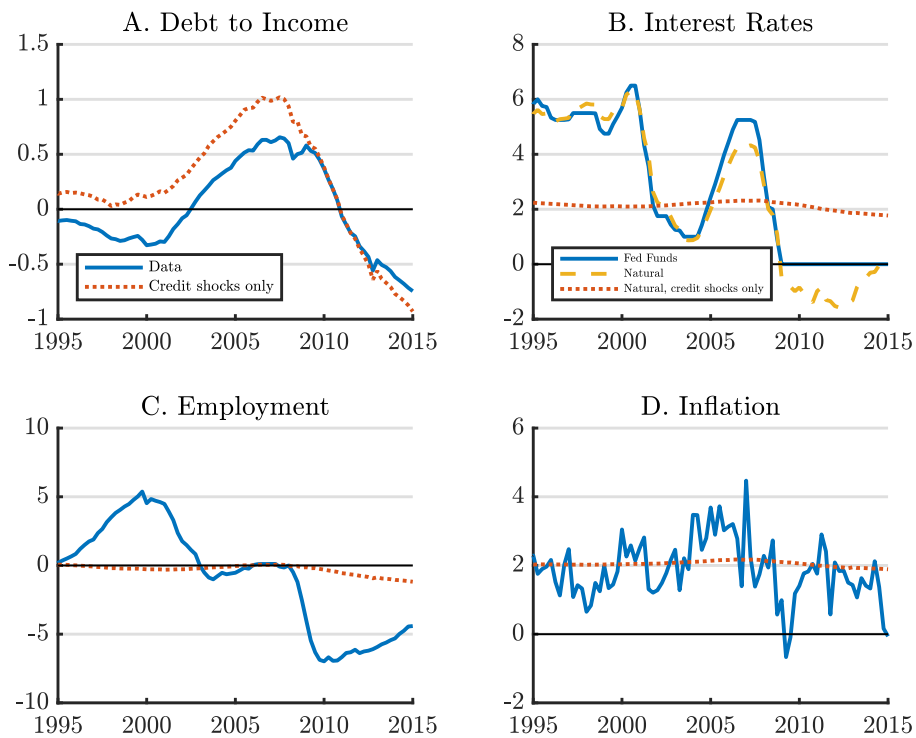 A. Debt to Income
1.5
1
0.5
0
-0.5
-1
Data
Credit shocks only
1995 2000 2005 2010 2015
B. Interest Rates
8
6
4
2
0
-2
Fed Funds
Natural
Natural, credit shocks only
1995 2000 2005 2010 2015
C. Employment
10
5
0
-5
-10
1995 2000 2005 2010 2015
D. Inflation
6
4
2
0
-2
1995 2000 2005 2010 2015